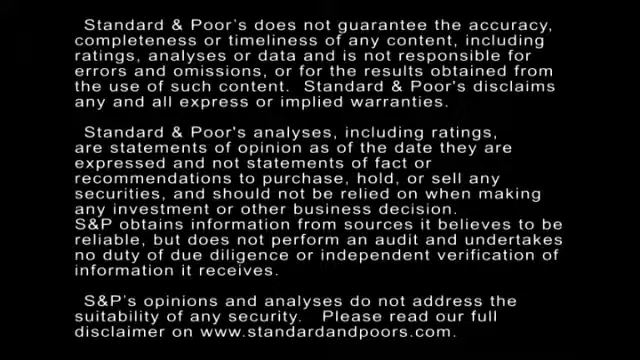 Standard & Poor's does not guarantee the accuracy,
completeness or timeliness of any content, including
ratings, analyses or data and is not responsible for
errors and omissions, or for the results obtained from
the use of such content.  Standard & Poor's disclaims
any and all express or implied warranties.
Standard & Poor's analyses, including ratings,
are statements of opinion as of the date they are
expressed and not statements of fact or
recommendations to purchase, hold, or sell any
securities, and should not be relied on when making
any investment or other business decision.
S&P obtains information from sources it believes to be
reliable, but does not perform an audit and undertakes
no duty of due diligence or independent verification of
information it receives.
S&P's opinions and analyses do not address the
suitability of any security.   Please read our full
disclaimer on www.standardandpoors.com.